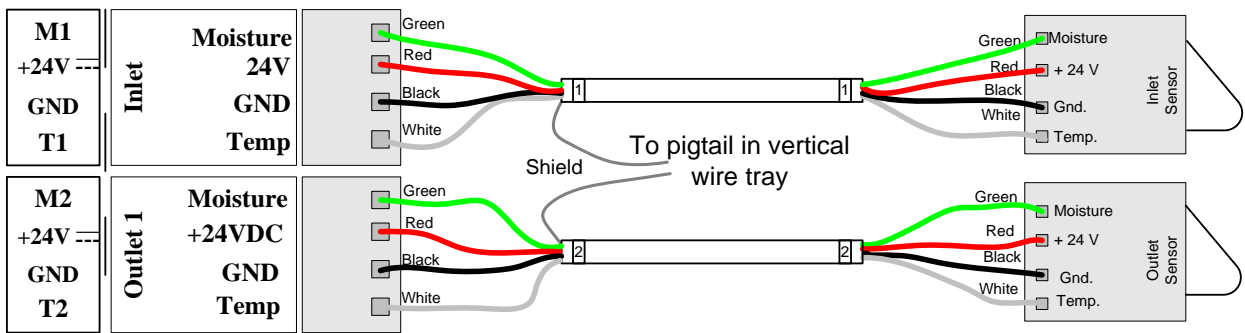 M1
+24V
GND
T1
Inlet
Moisture
24V
GND
Temp
Green
Red
Black
White
1
1
Green
Red
Black
White
Moisture
+ 24 V
Gnd.
Temp.
Inlet
Sensor
Shield
To pigtail in vertical
wire tray
M2
+24V
GND
T2
Outlet 1
Moisture
+24VDC
GND
Temp
Green
Red
Black
White
2
2
Green
Red
Black
White
Moisture
+ 24 V
Gnd.
Temp.
Outlet
Sensor